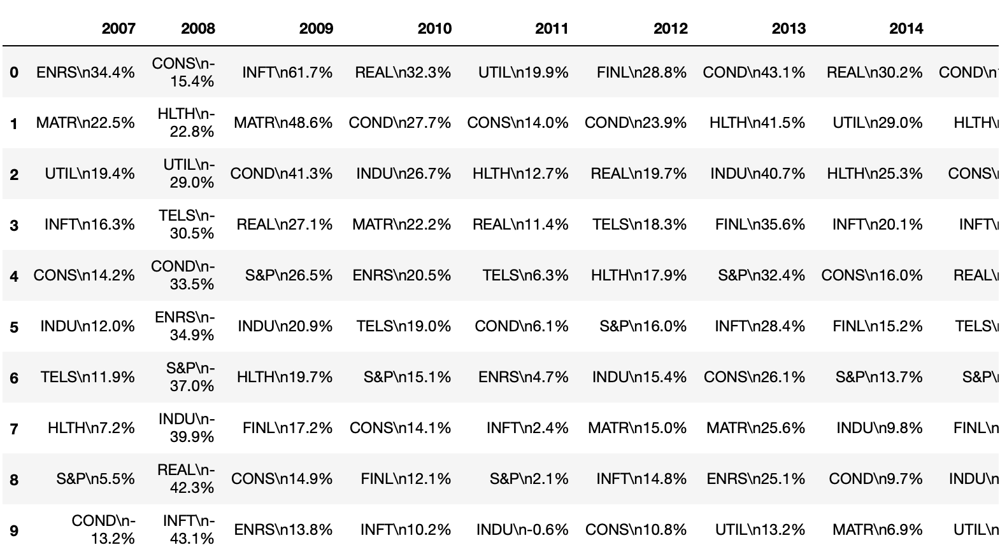 2007 2008 2009 2010 2011 2012 2013 2014
0 ENRS\n34.4% CONS\n-15.4% INFT\n61.7% REAL\n32.3% UTIL\n19.9% FINL\n28.8% COND\n43.1% REAL\n30.2% COND\n
1 MATR\n22.5% HLTH\n-22.8% MATR\n48.6% COND\n27.7% CONS\n14.0% COND\n23.9% HLTH\n41.5% UTIL\n29.0% HLTH\
2 UTIL\n19.4% UTIL\n-29.0% COND\n41.3% INDU\n26.7% HLTH\n12.7% REAL\n19.7% INDU\n40.7% HLTH\n25.3% CONS\
3 INFT\n16.3% TELS\n-30.5% REAL\n27.1% MATR\n22.2% REAL\n11.4% TELS\n18.3% FINL\n35.6% INFT\n20.1% INFT\
4 CONS\n14.2% COND\n-33.5% S&P\n26.5% ENRS\n20.5% TELS\n6.3% HLTH\n17.9% S&P\n32.4% CONS\n16.0% REAL\
5 INDU\n12.0% ENRS\n-34.9% INDU\n20.9% TELS\n19.0% COND\n6.1% S&P\n16.0% INFT\n28.4% FINL\n15.2% TELS\
6 TELS\n11.9% S&P\n-37.0% HLTH\n19.7% S&P\n15.1% ENRS\n4.7% INDU\n15.4% CONS\n26.1% S&P\n13.7% S&P\
7 HLTH\n7.2% INDU\n-39.9% FINL\n17.2% CONS\n14.1% INFT\n2.4% MATR\n15.0% MATR\n25.6% INDU\n9.8% FINL\n
8 S&P\n5.5% REAL\n-42.3% CONS\n14.9% FINL\n12.1% S&P\n2.1% INFT\n14.8% ENRS\n25.1% COND\n9.7% INDU\n
9 COND\n-13.2% INFT\n-43.1% ENRS\n13.8% INFT\n10.2% INDU\n-0.6% CONS\n10.8% UTIL\n13.2% MATR\n6.9% UTIL\n